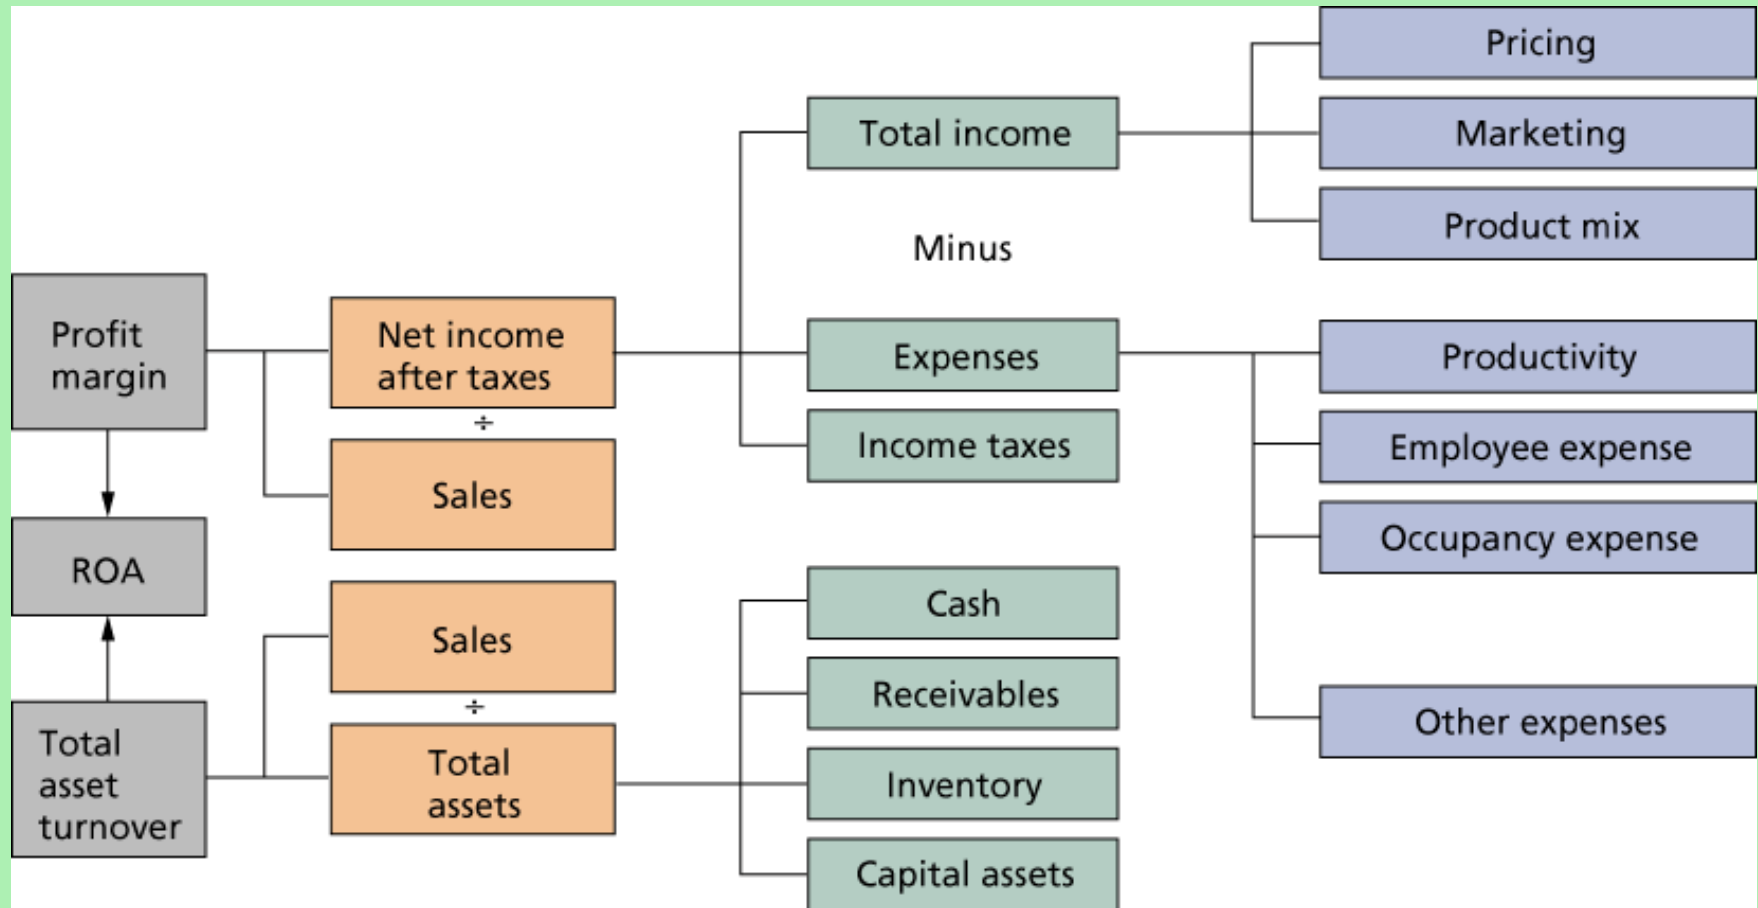 Pricing
Total income
Marketing
Minus
Product mix
Profit
margin
Net income
after taxes
÷
Sales
Expenses
Income taxes
Productivity
Employee expense
Occupancy expense
Other expenses
ROA
Sales
÷
Total
assets
Total
asset
turnover
Cash
Receivables
Inventory
Capital assets